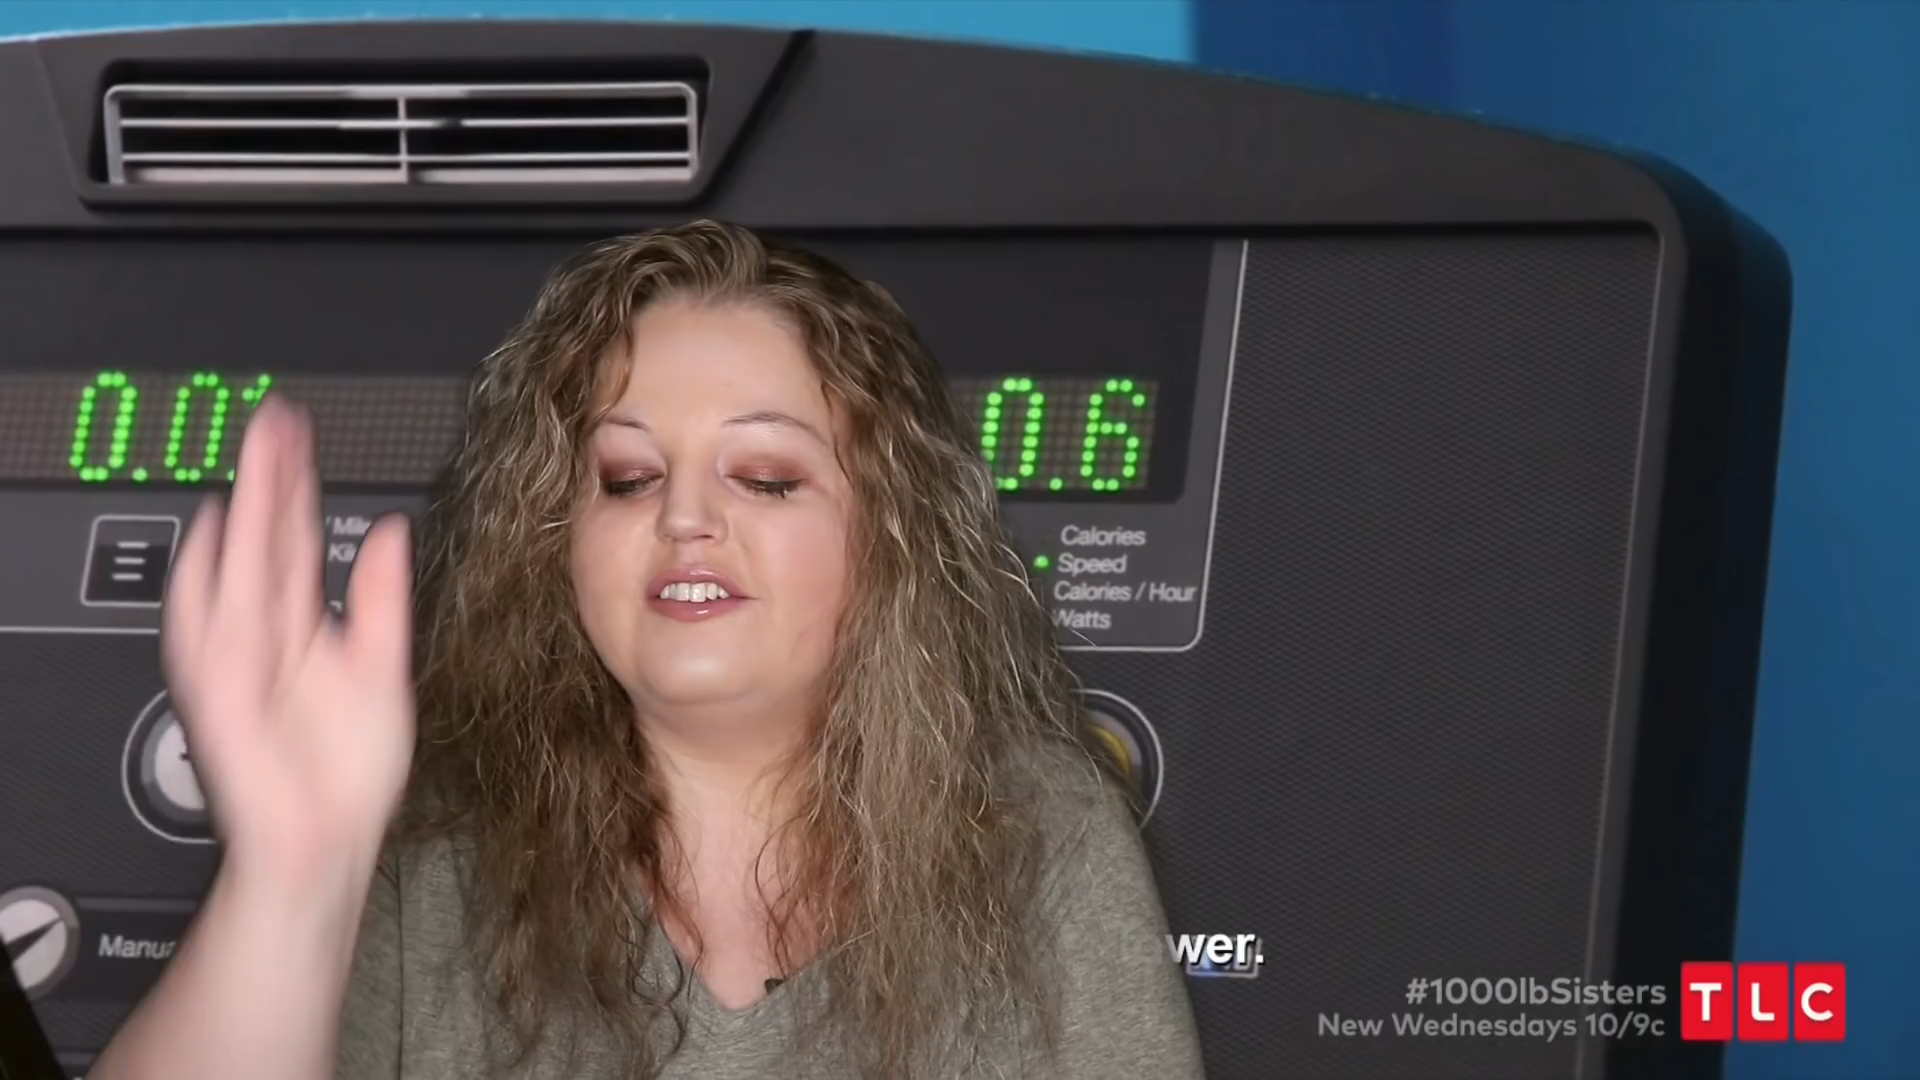 0.0
0.6
Calories
Speed
Calories / Hour
Watts
wer.
#1000lbSisters
New Wednesdays 10/9c
TLC